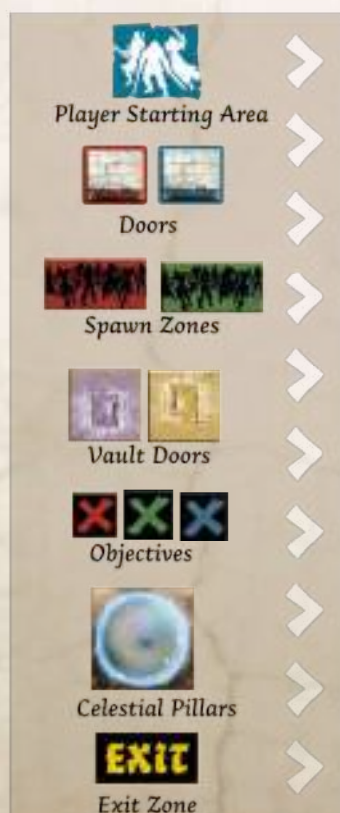 Player Starting Area
Doors
Spawn Zones
Vault Doors
Objectives
Celestial Pillars
EXIT
Exit Zone